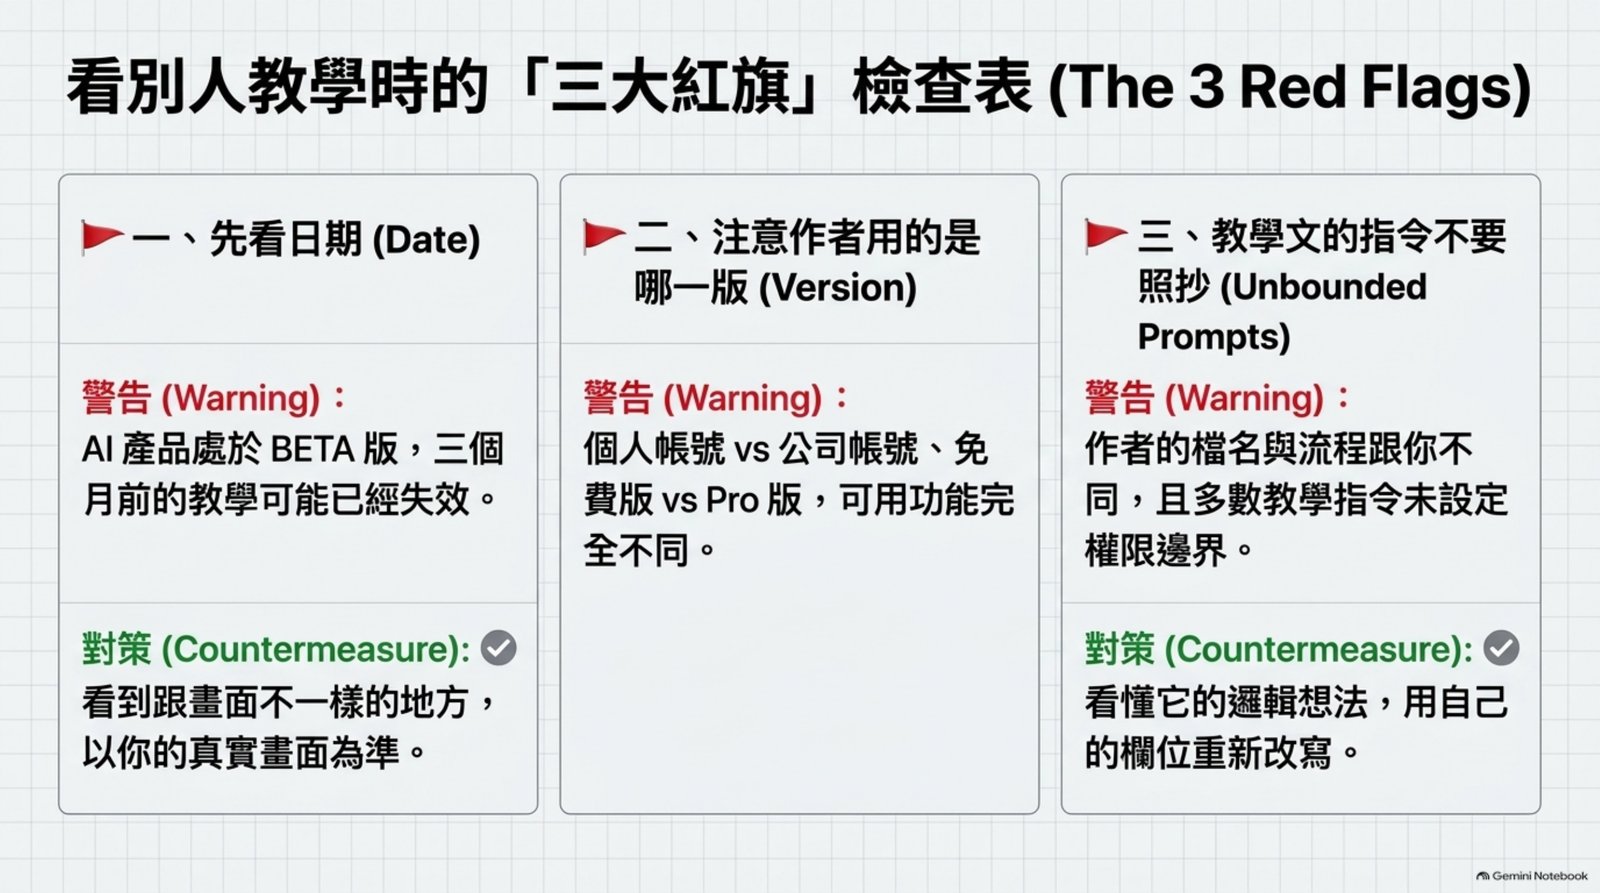 看別人教學時的「三大紅旗」檢查表 (The 3 Red Flags)
一、先看日期 (Date)
警告 (Warning)：
AI 產品處於 BETA 版，三個
月前的教學可能已經失效。
對策 (Countermeasure):
看到跟畫面不一樣的地方，
以你的真實畫面為準。
二、注意作者用的是
哪一版 (Version)
警告 (Warning)：
個人帳號 vs 公司帳號、免
費版 vs Pro 版，可用功能完
全不同。
三、教學文的指令不要
照抄 (Unbounded
Prompts)
警告 (Warning)：
作者的檔名與流程跟你不
同，且多數教學指令未設定
權限邊界。
對策 (Countermeasure):
看懂它的邏輯想法，用自己
的欄位重新改寫。
Gemini Notebook